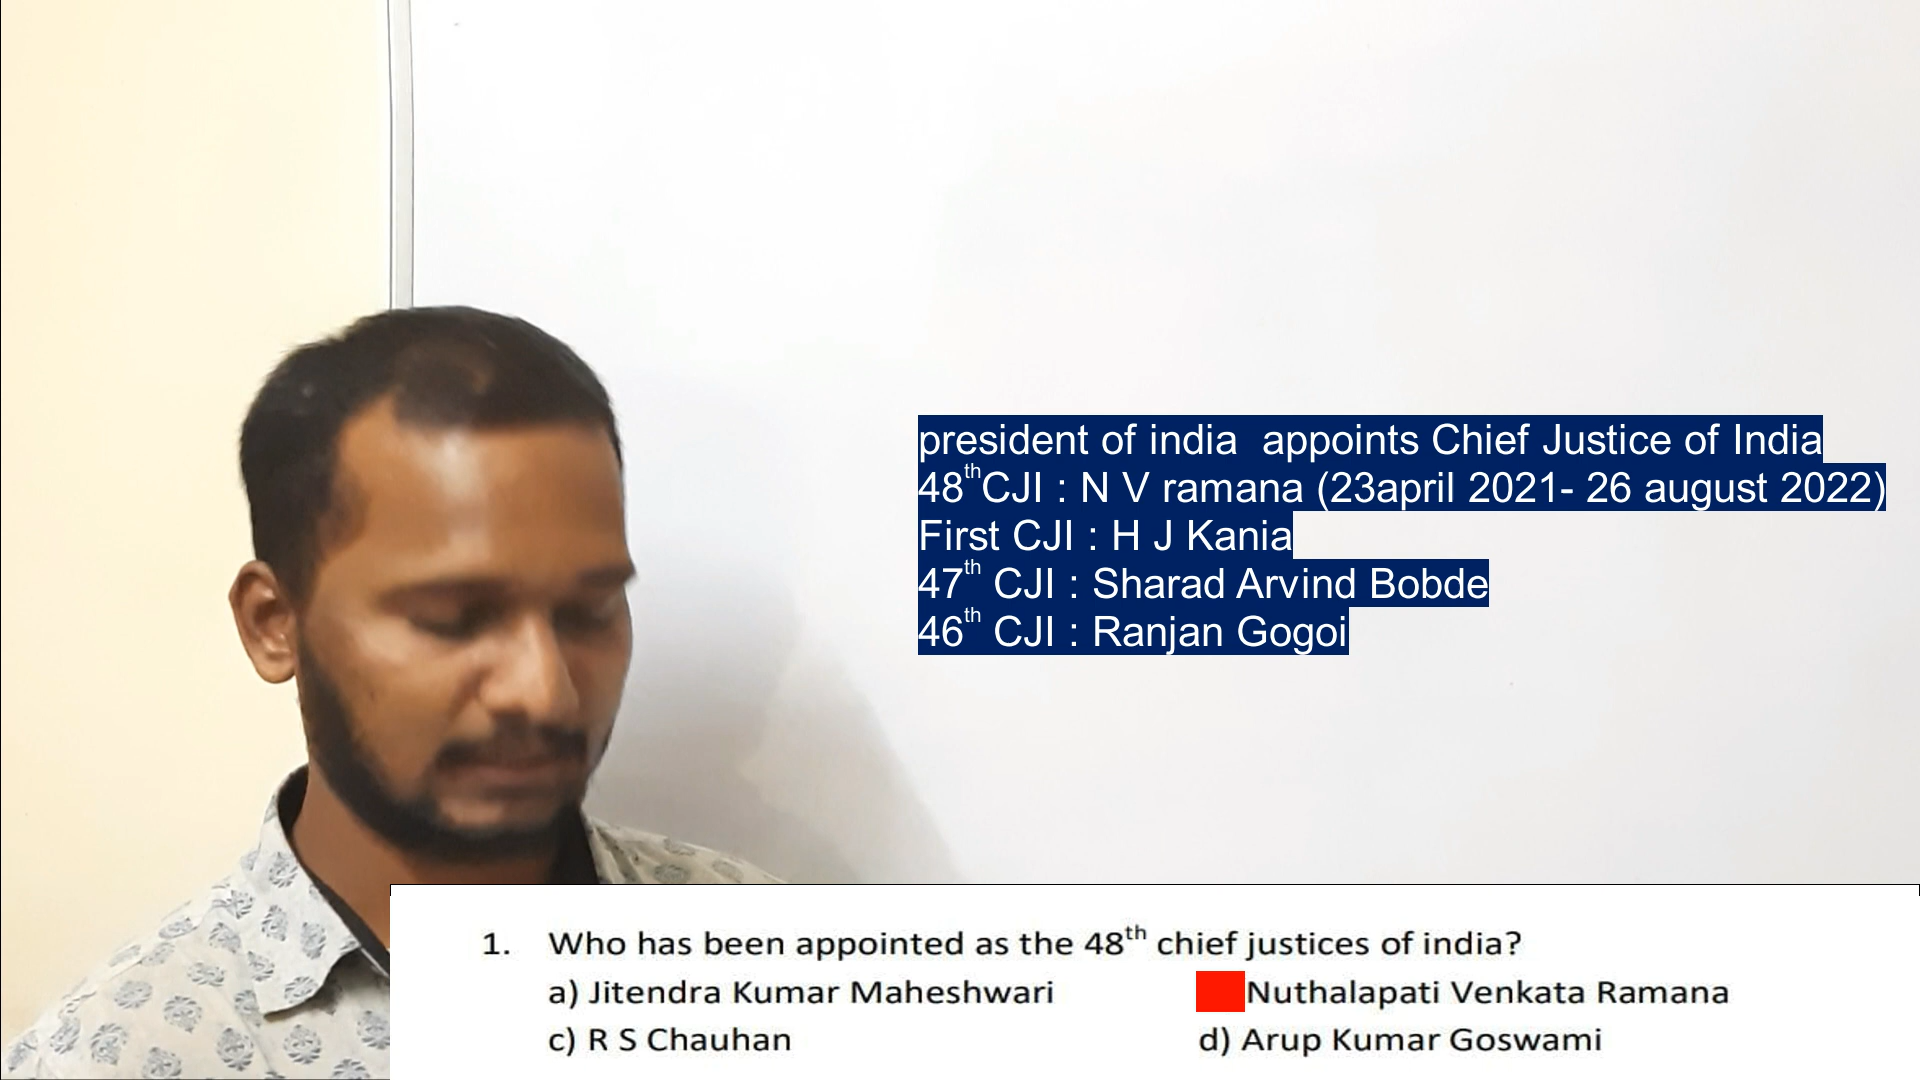 president of india  appoints Chief Justice of India
48thCJI : N V ramana (23april 2021- 26 august 2022)
First CJI : H J Kania
47th CJI : Sharad Arvind Bobde
46th CJI : Ranjan Gogoi
1. Who has been appointed as the 48th chief justices of india?
a) Jitendra Kumar Maheshwari Nuthalapati Venkata Ramana
c) R S Chauhan d) Arup Kumar Goswami